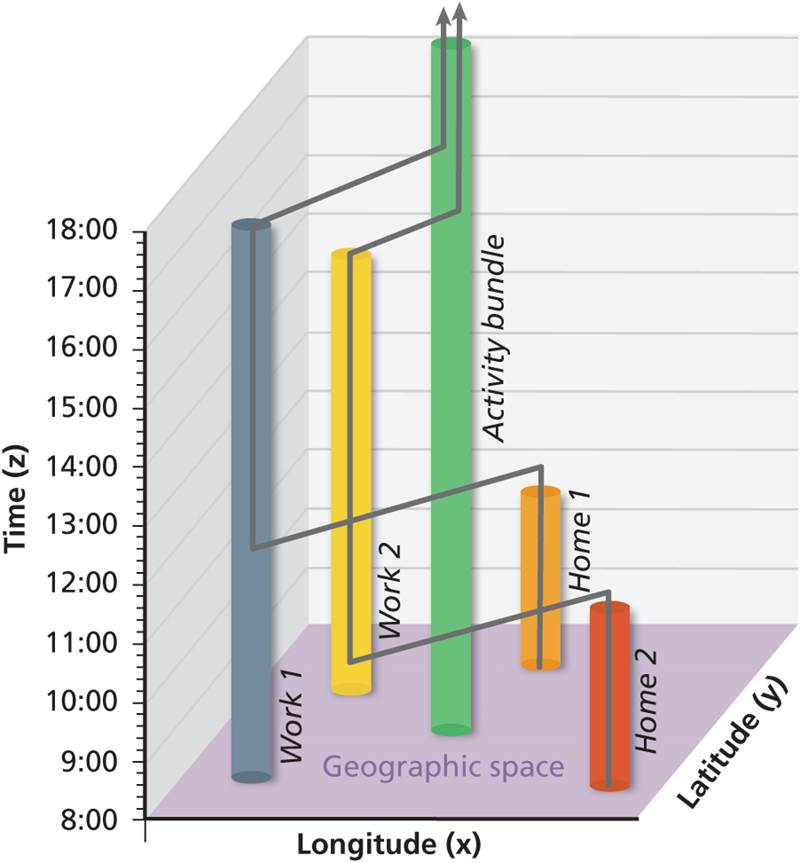 18:00
17:00
16:00
15:00
14:00
13:00
12:00
11:00
10:00
9:00
8:00
Time (z)
Work 1
Work 2
Activity bundle
Home 1
Home 2
Geographic space
Longitude (x)
Latitude (y)